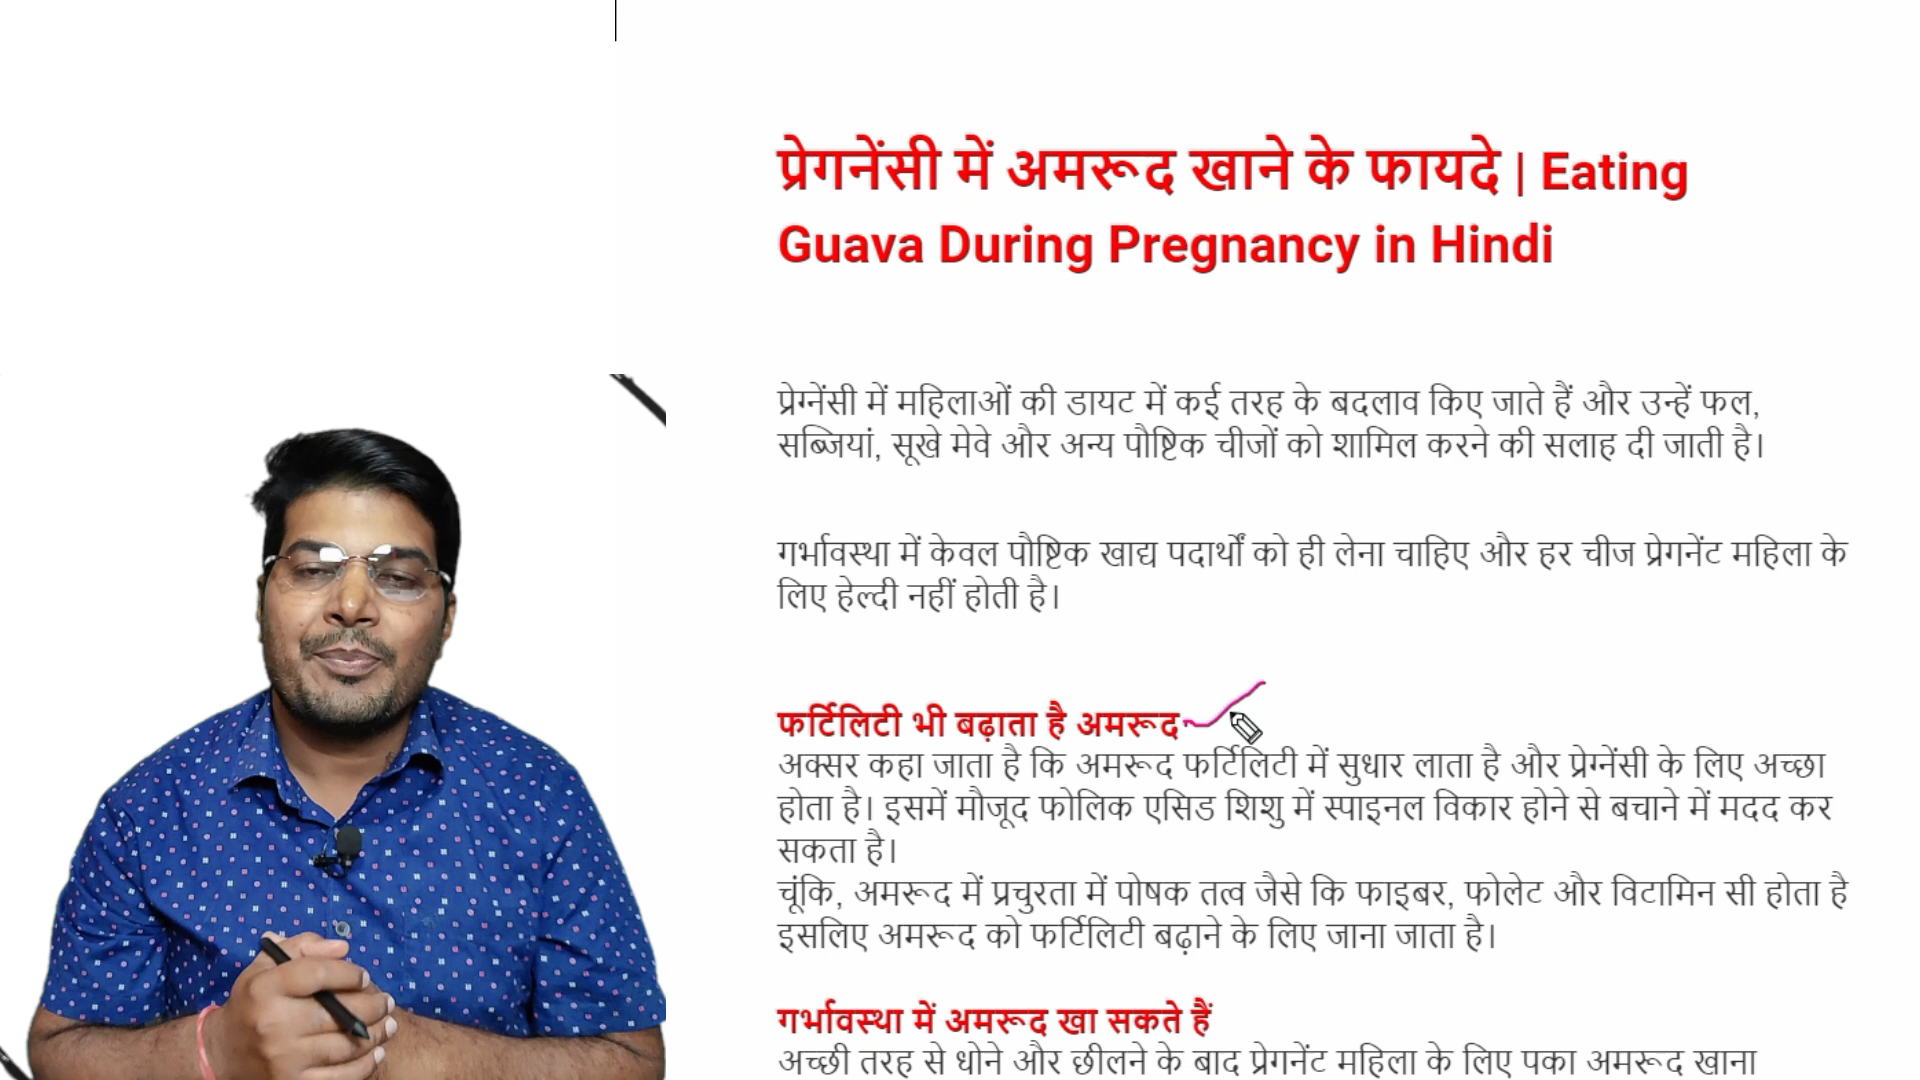 प्रेगनेंसी में अमरूद खाने के फायदे | Eating
Guava During Pregnancy in Hindi
प्रेग्नेंसी में महिलाओं की डायट में कई तरह के बदलाव किए जाते हैं और उन्हें फल,
सब्जियां, सूखे मेवे और अन्य पौष्टिक चीजों को शामिल करने की सलाह दी जाती है।
गर्भावस्था में केवल पौष्टिक खाद्य पदार्थों को ही लेना चाहिए और हर चीज प्रेगनेंट महिला के
लिए हेल्दी नहीं होती है।
फर्टिलिटी भी बढ़ाता है अमरूद
अक्सर कहा जाता है कि अमरूद फर्टिलिटी में सुधार लाता है और प्रेग्नेंसी के लिए अच्छा
होता है। इसमें मौजूद फोलिक एसिड शिशु में स्पाइनल विकार होने से बचाने में मदद कर
सकता है।
चूंकि, अमरूद में प्रचुरता में पोषक तत्व जैसे कि फाइबर, फोलेट और विटामिन सी होता है
इसलिए अमरूद को फर्टिलिटी बढ़ाने के लिए जाना जाता है।
गर्भावस्था में अमरूद खा सकते हैं
अच्छी तरह से धोने और छीलने के बाद प्रेगनेंट महिला के लिए पका अमरूद खाना